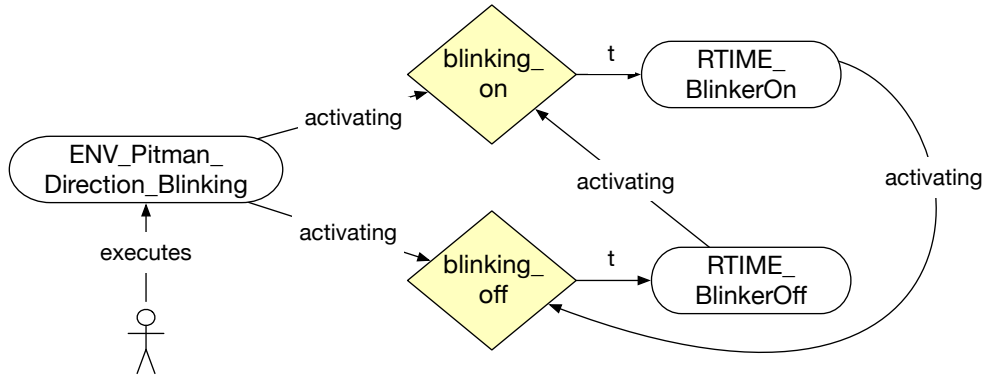 blinking_
on
t
RTIME_
BlinkerOn
activating
ENV_Pitman_
Direction_Blinking
activating
activating
activating
executes
blinking_
off
t
RTIME_
BlinkerOff